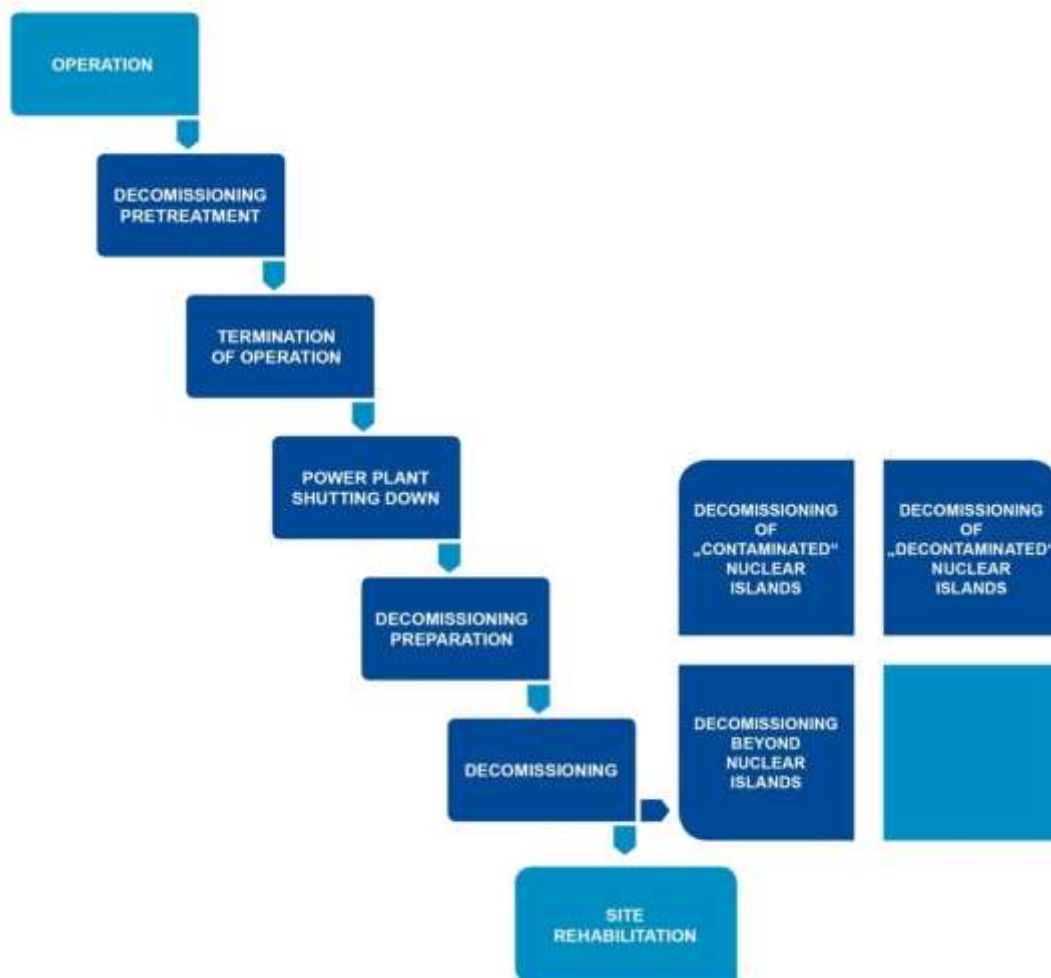 OPERATION
DECOMISSIONING
PRETREATMENT
TERMINATION
OF OPERATION
POWER PLANT
SHUTTING DOWN
DECOMISSIONING
PREPARATION
DECOMISSIONING
DECOMISSIONING
OF
„CONTAMINATED“
NUCLEAR
ISLANDS
DECOMISSIONING
OF
„DECONTAMINATED“
NUCLEAR
ISLANDS
DECOMISSIONING
BEYOND
NUCLEAR
ISLANDS
SITE
REHABILITATION